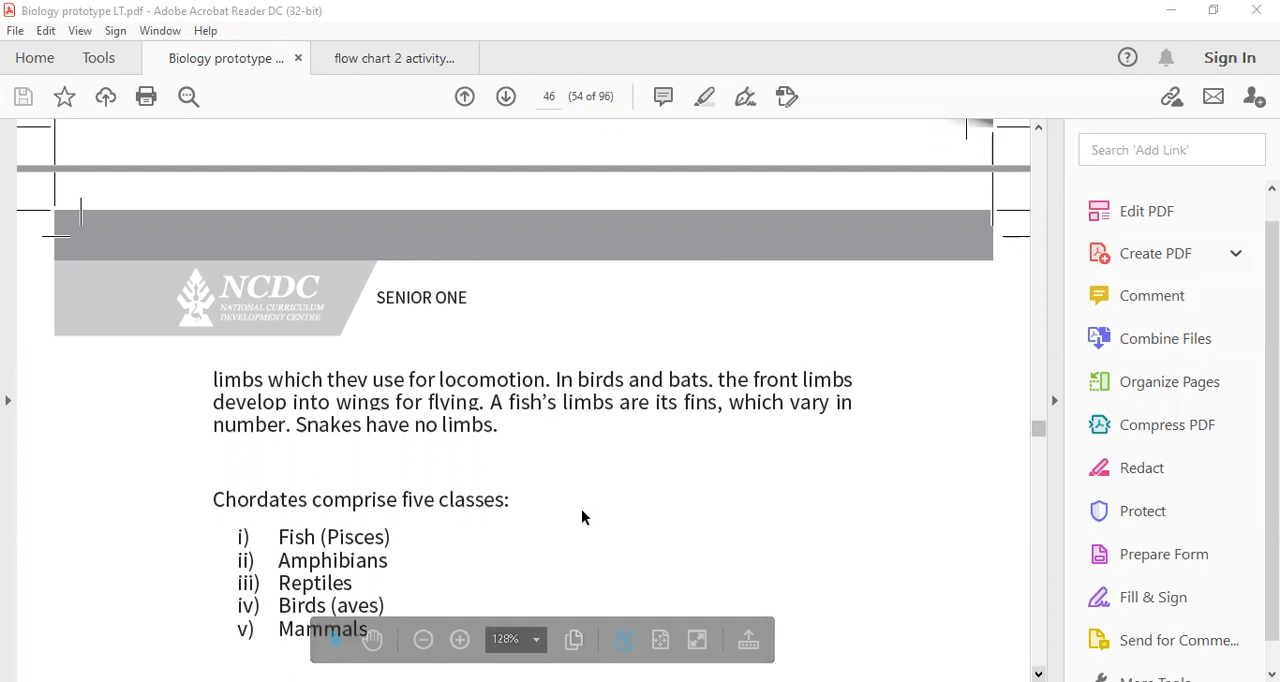 Biology prototype LT.pdf - Adobe Acrobat Reader DC (32-bit)
File Edit View Sign Window Help
Home Tools Biology prototype ... × flow chart 2 activity... Sign In
46 (54 of 96)
Search 'Add Link'
Edit PDF
Create PDF
Comment
Combine Files
Organize Pages
Compress PDF
Redact
Protect
Prepare Form
Fill & Sign
Send for Comme...
More Tools
NCDC
NATIONAL CURRICULUM
DEVELOPMENT CENTRE
SENIOR ONE
limbs which they use for locomotion. In birds and bats, the front limbs
develop into wings for flying. A fish's limbs are its fins, which vary in
number. Snakes have no limbs.
Chordates comprise five classes:
i) Fish (Pisces)
ii) Amphibians
iii) Reptiles
iv) Birds (aves)
v) Mammals
128%